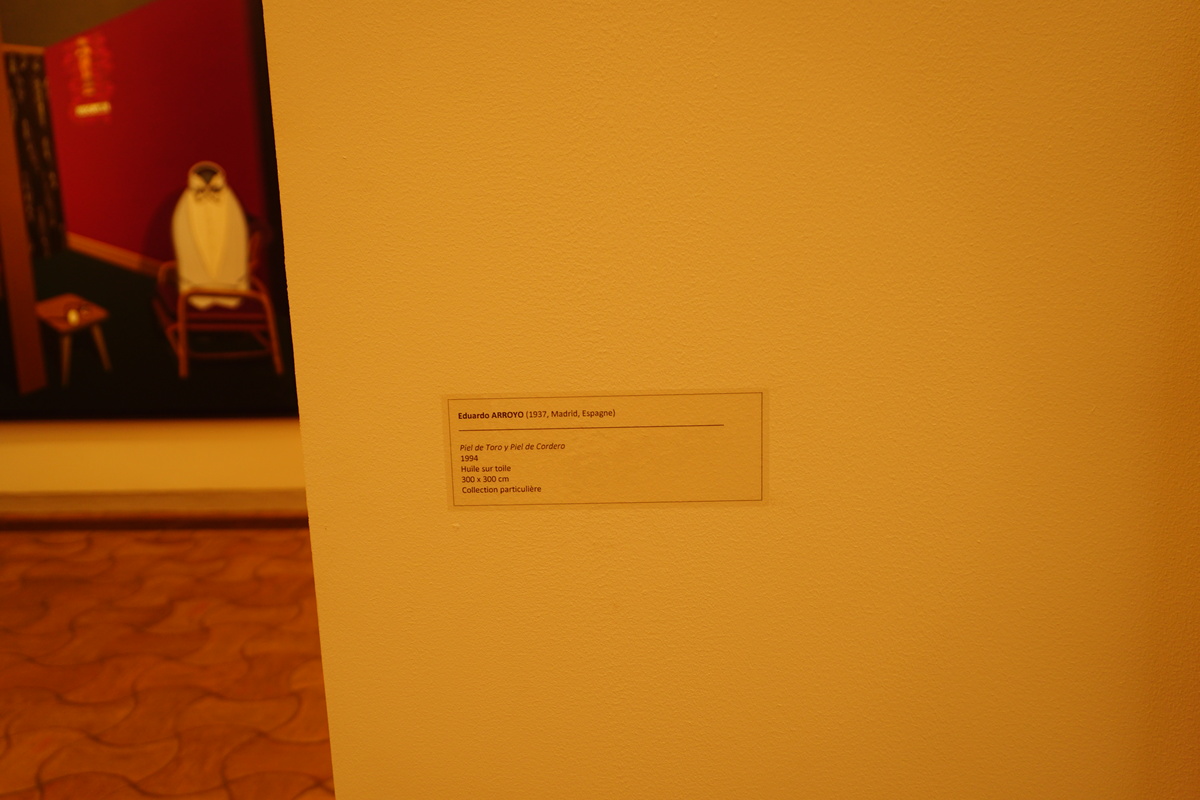 Eduardo ARROYO (1937, Madrid, Espagne)
Piel de Toro y Piel de Cordero
1994
Huile sur toile
300 x 300 cm
Collection particulière